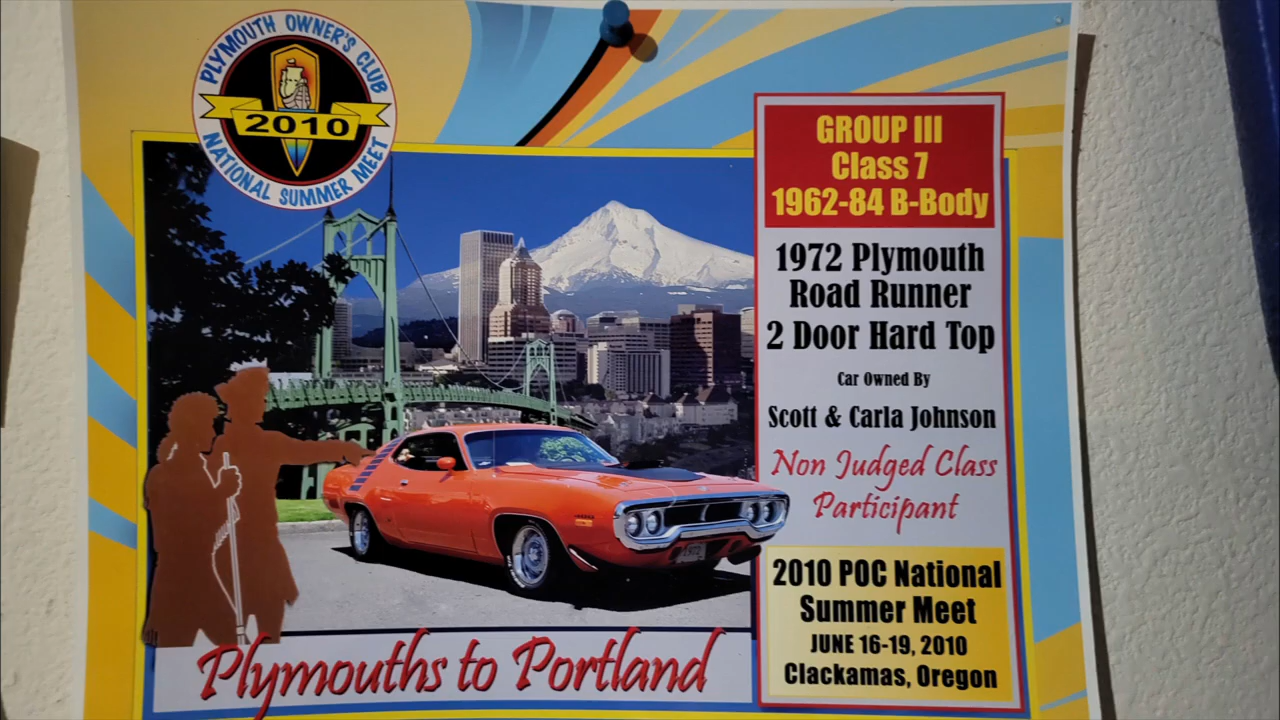 PLYMOUTH OWNER'S CLUB
2010
NATIONAL SUMMER MEET
GROUP III
Class 7
1962-84 B-Body
1972 Plymouth
Road Runner
2 Door Hard Top
Car Owned By
Scott & Carla Johnson
Non Judged Class
Participant
1972
2010 POC National
Summer Meet
JUNE 16-19, 2010
Clackamas, Oregon
Plymouths to Portland